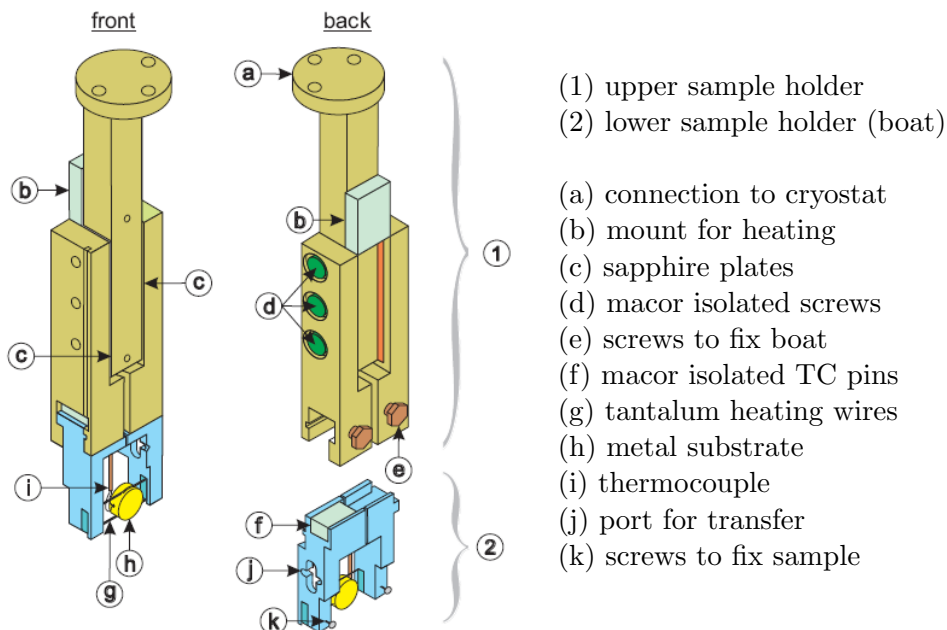 front
back
a
b
b
1
c
d
c
e
i
f
2
h
j
g
k
(1) upper sample holder
(2) lower sample holder (boat)
(a) connection to cryostat
(b) mount for heating
(c) sapphire plates
(d) macor isolated screws
(e) screws to fix boat
(f) macor isolated TC pins
(g) tantalum heating wires
(h) metal substrate
(i) thermocouple
(j) port for transfer
(k) screws to fix sample